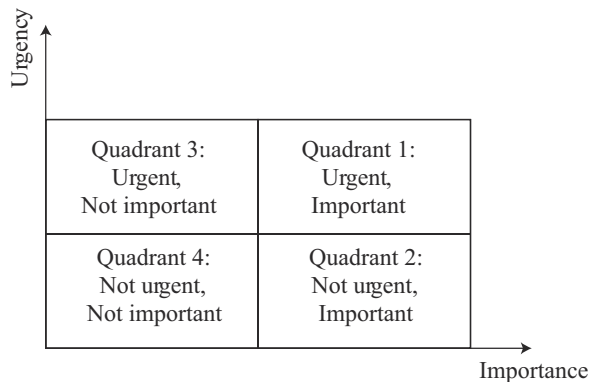 Urgency
Quadrant 3:
Urgent,
Not important
Quadrant 1:
Urgent,
Important
Quadrant 4:
Not urgent,
Not important
Quadrant 2:
Not urgent,
Important
Importance